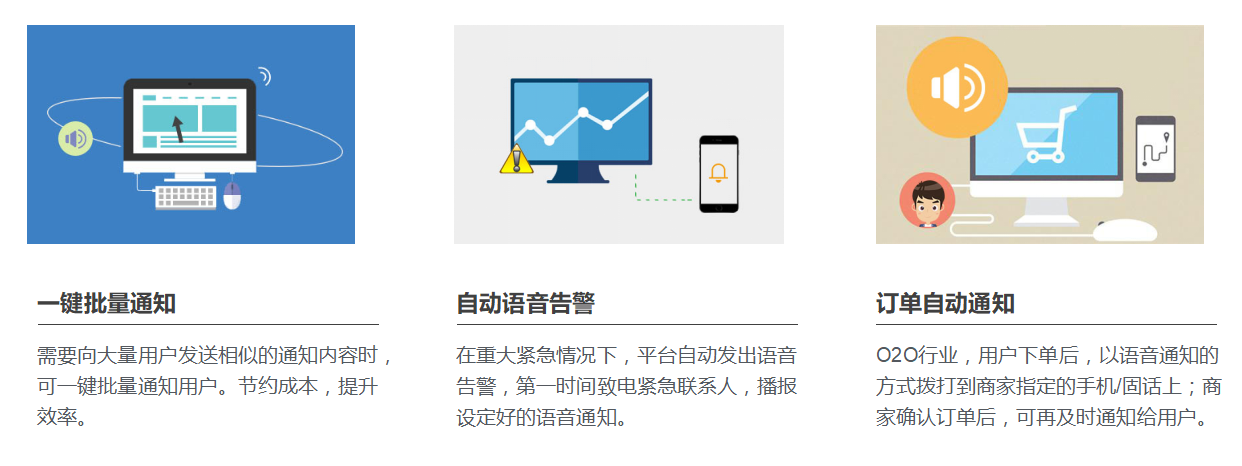 一键批量通知
需要向大量用户发送相似的通知内容时，
可一键批量通知用户。节约成本，提升
效率。
自动语音告警
在重大紧急情况下，平台自动发出语音
告警，第一时间致电紧急联系人，播报
设定好的语音通知。
订单自动通知
O2O行业，用户下单后，以语音通知的
方式拨打到商家指定的手机/固话上；商
家确认订单后，可再及时通知给用户。